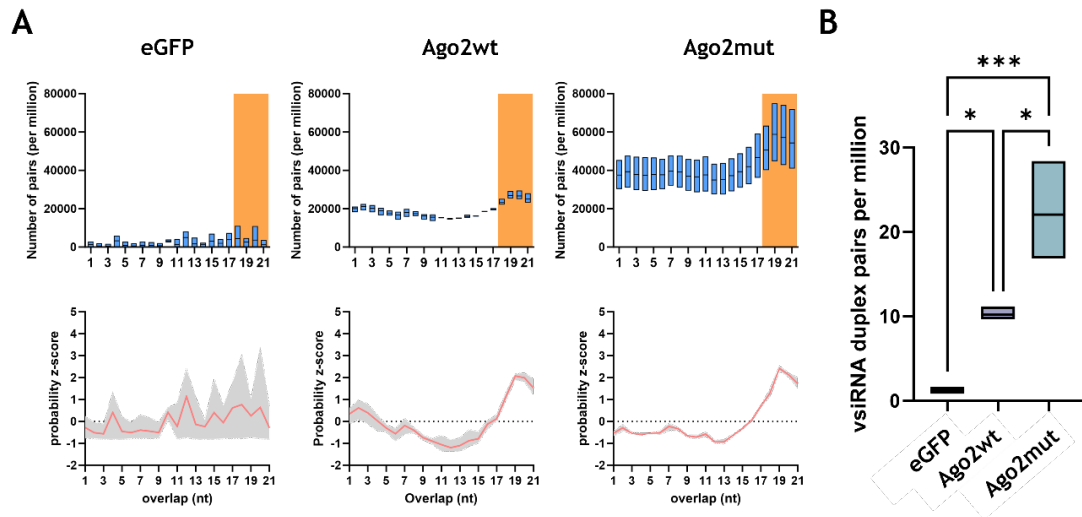 A
B
eGFP
Ago2wt
Ago2mut
Number of pairs (per million)
80000
60000
40000
20000
0
1 3 5 7 9 11 13 15 17 19 21
Number of pairs (per million)
80000
60000
40000
20000
0
1 3 5 7 9 11 13 15 17 19 21
Number of pairs (per million)
80000
60000
40000
20000
0
1 3 5 7 9 11 13 15 17 19 21
probability z-score
5
4
3
2
1
0
-1
-2
1 3 5 7 9 11 13 15 17 19 21
overlap (nt)
Probability z-score
5
4
3
2
1
0
-1
-2
1 3 5 7 9 11 13 15 17 19 21
Overlap (nt)
probability z-score
5
4
3
2
1
0
-1
-2
1 3 5 7 9 11 13 15 17 19 21
overlap (nt)
vsiRNA duplex pairs per million
30
20
10
0
***
* *
eGFP
Ago2wt
Ago2mut